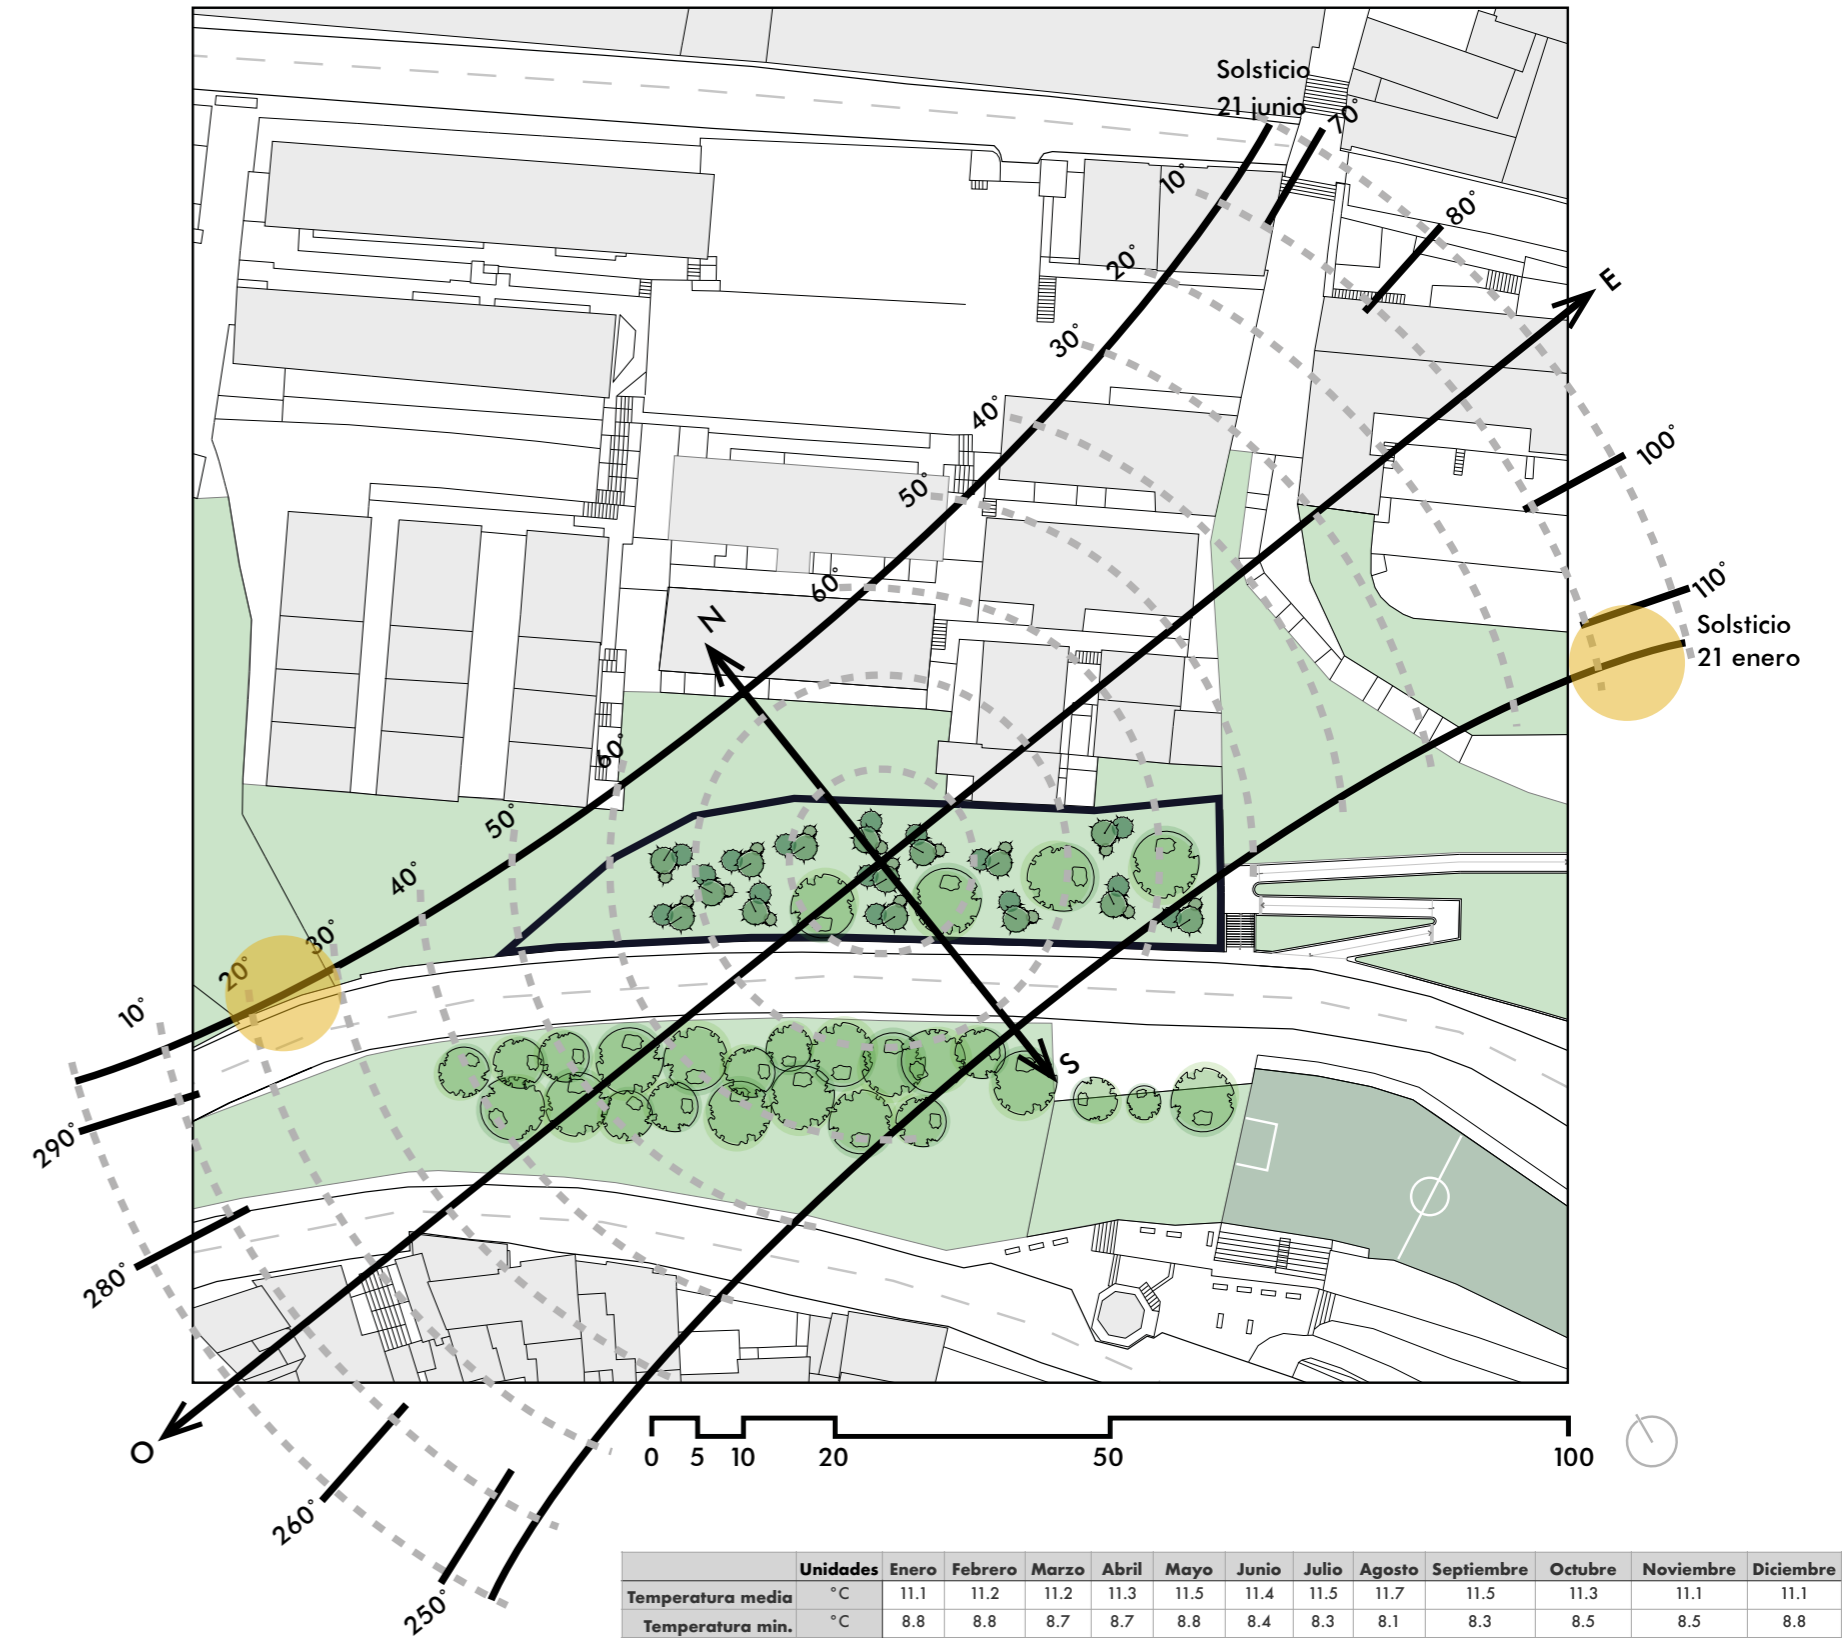 Solsticio
21 junio
70°
10°
80°
20°
E
30°
40°
100°
50°
110°
60°
N
Solsticio
21 enero
60°
50°
40°
30°
20°
10°
S
290°
280°
O
0 5 10 20 50 100
260°
250°
Unidades Enero Febrero Marzo Abril Mayo Junio Julio Agosto Septiembre Octubre Noviembre Diciembre
Temperatura media °C 11.1 11.2 11.2 11.3 11.5 11.4 11.5 11.7 11.5 11.3 11.1 11.1
Temperatura min. °C 8.8 8.8 8.7 8.7 8.8 8.4 8.3 8.1 8.3 8.5 8.5 8.8